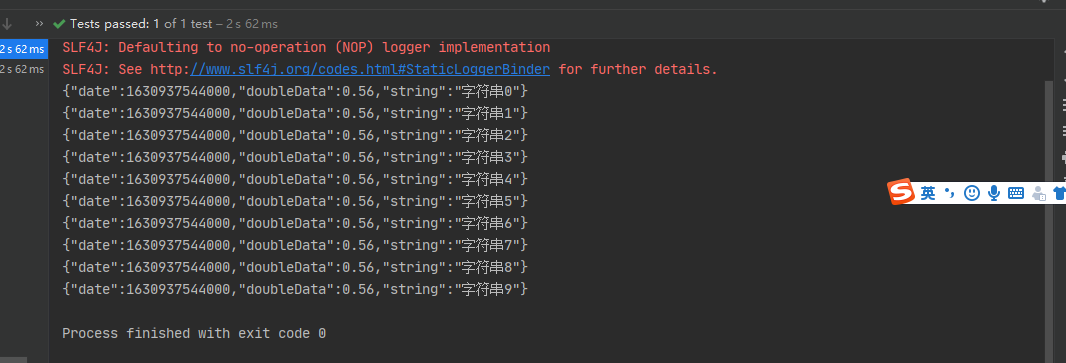 Tests passed: 1 of 1 test – 2 s 62 ms
2 s 62 ms
SLF4J: Defaulting to no-operation (NOP) logger implementation
2 s 62 ms
SLF4J: See http://www.slf4j.org/codes.html#StaticLoggerBinder for further details.
{"date":1630937544000,"doubleData":0.56,"string":"字符串0"}
{"date":1630937544000,"doubleData":0.56,"string":"字符串1"}
{"date":1630937544000,"doubleData":0.56,"string":"字符串2"}
{"date":1630937544000,"doubleData":0.56,"string":"字符串3"}
{"date":1630937544000,"doubleData":0.56,"string":"字符串4"}
{"date":1630937544000,"doubleData":0.56,"string":"字符串5"}
英
{"date":1630937544000,"doubleData":0.56,"string":"字符串6"}
{"date":1630937544000,"doubleData":0.56,"string":"字符串7"}
{"date":1630937544000,"doubleData":0.56,"string":"字符串8"}
{"date":1630937544000,"doubleData":0.56,"string":"字符串9"}
Process finished with exit code 0